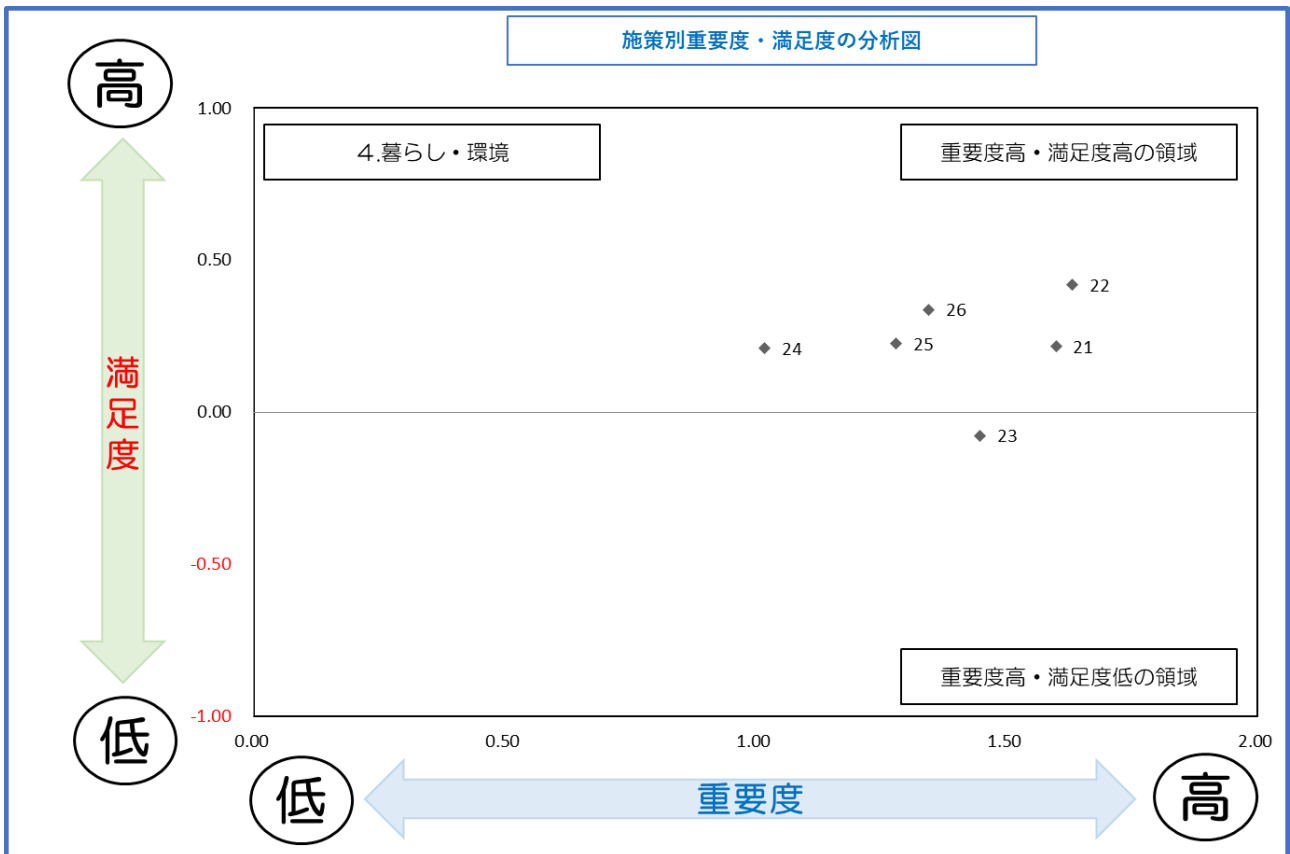 施策別重要度・満足度の分析図
高
1.00
4.暮らし・環境
重要度高・満足度高の領域
0.50
22
26
24
25
21
満足度
0.00
23
-0.50
重要度高・満足度低の領域
低
-1.00
0.00
0.50
1.00
1.50
2.00
低
重要度
高